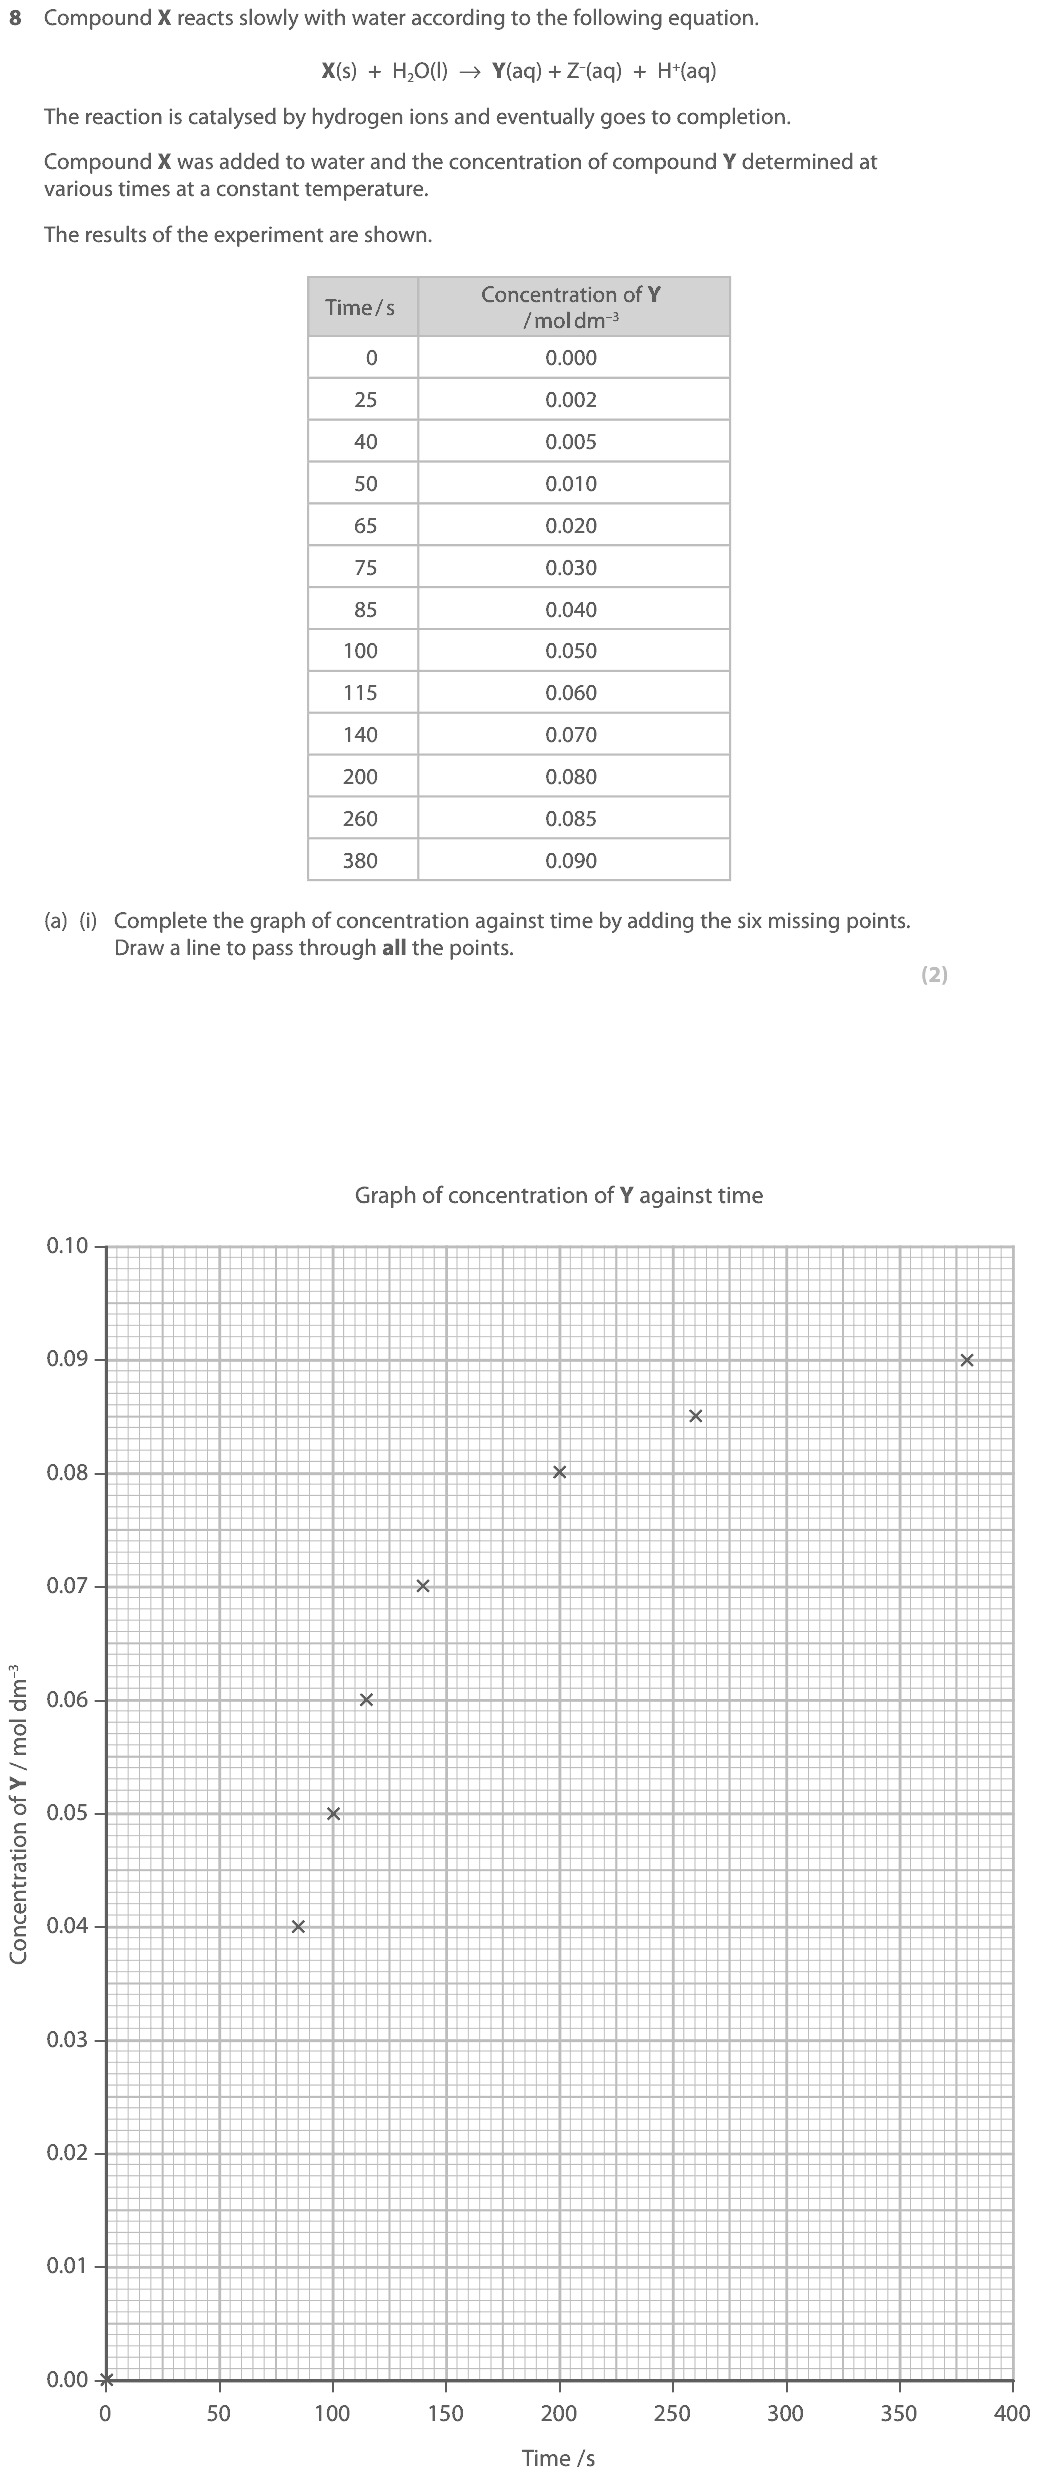 8 Compound X reacts slowly with water according to the following equation.
X(s) + H₂O(l) → Y(aq) + Z⁻(aq) + H⁺(aq)
The reaction is catalysed by hydrogen ions and eventually goes to completion.
Compound X was added to water and the concentration of compound Y determined at
various times at a constant temperature.
The results of the experiment are shown.
Time / s
Concentration of Y
/ mol dm⁻³
0 0.000
25 0.002
40 0.005
50 0.010
65 0.020
75 0.030
85 0.040
100 0.050
115 0.060
140 0.070
200 0.080
260 0.085
380 0.090
(a) (i) Complete the graph of concentration against time by adding the six missing points.
Draw a line to pass through all the points.
(2)
Graph of concentration of Y against time
0.10
0.09
0.08
0.07
0.06
0.05
0.04
0.03
0.02
0.01
0.00
Concentration of Y / mol dm⁻³
0 50 100 150 200 250 300 350 400
Time /s